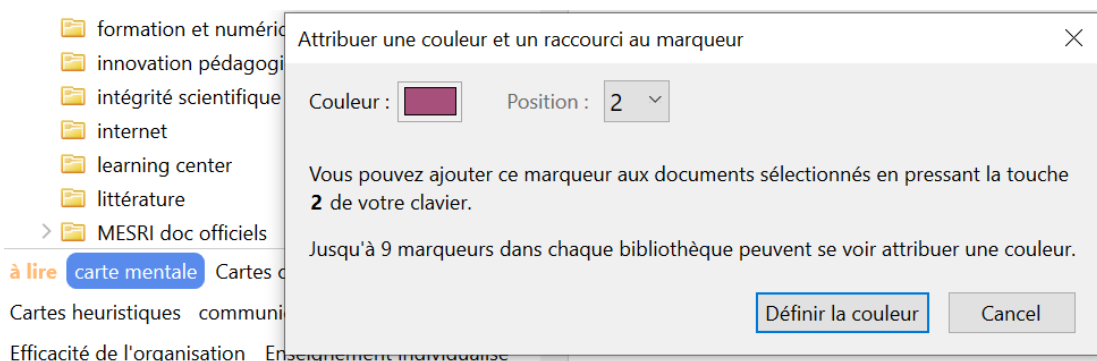 formation et numéri
innovation pédagogi
intégrité scientifique
internet
learning center
littérature
MESRI doc officiels
à lire carte mentale Cartes
Cartes heuristiques communi
Efficacité de l'organisation Enseignement individualisé
Attribuer une couleur et un raccourci au marqueur
Couleur : Position : 2
Vous pouvez ajouter ce marqueur aux documents sélectionnés en pressant la touche
2 de votre clavier.
Jusqu'à 9 marqueurs dans chaque bibliothèque peuvent se voir attribuer une couleur.
Définir la couleur Cancel